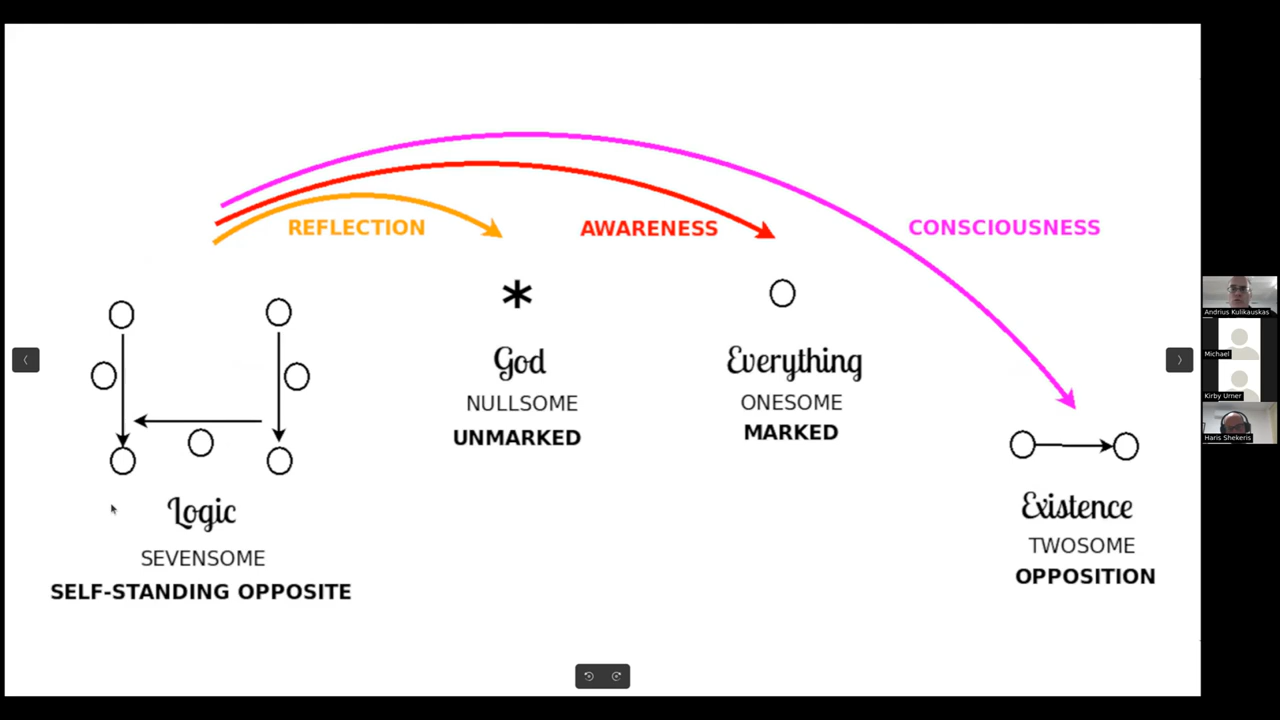 REFLECTION
AWARENESS
CONSCIOUSNESS
*
God
NULLSOME
UNMARKED
Everything
ONESOME
MARKED
Logic
SEVENSOME
SELF-STANDING OPPOSITE
Existence
TWOSOME
OPPOSITION
Andrius Kulikauskas
Michael
Kirby Urner
Haris Shekeris